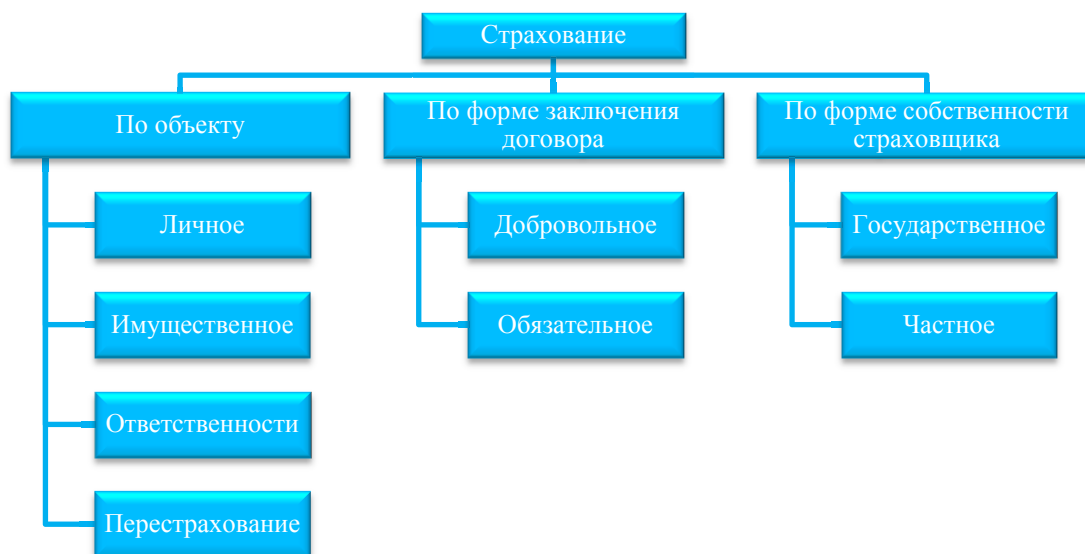 Страхование
По объекту
Личное
Имущественное
Ответственности
Перестрахование
По форме заключения
договора
Добровольное
Обязательное
По форме собственности
страховщика
Государственное
Частное